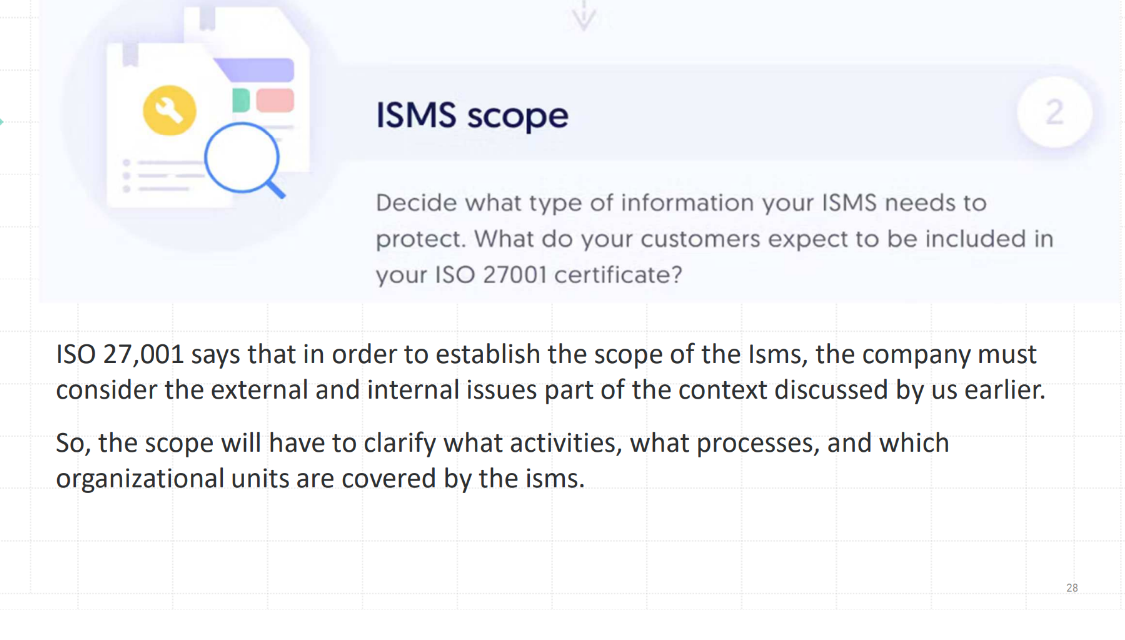 ISMS scope
2
Decide what type of information your ISMS needs to
protect. What do your customers expect to be included in
your ISO 27001 certificate?
ISO 27,001 says that in order to establish the scope of the Isms, the company must
consider the external and internal issues part of the context discussed by us earlier.
So, the scope will have to clarify what activities, what processes, and which
organizational units are covered by the isms.
28